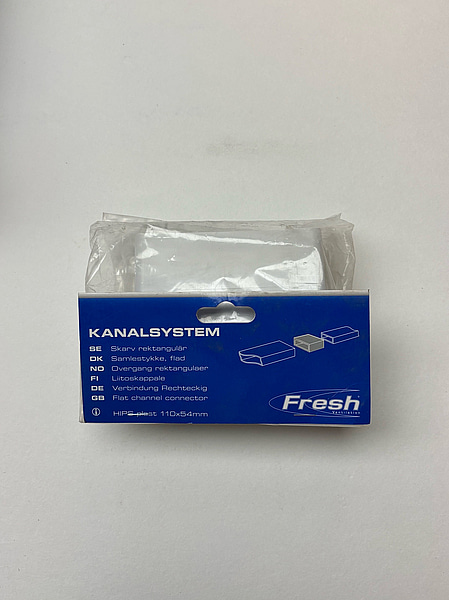 KANALSYSTEM
SE Skarv rektangulär
DK Samlestykke, flad
NO Overgang rektangulaer
FI Liitoskappale
DE Verbindung Rechteckig
GB Flat channel connector
i HIPS plast 110x54mm
Fresh
Ventilation